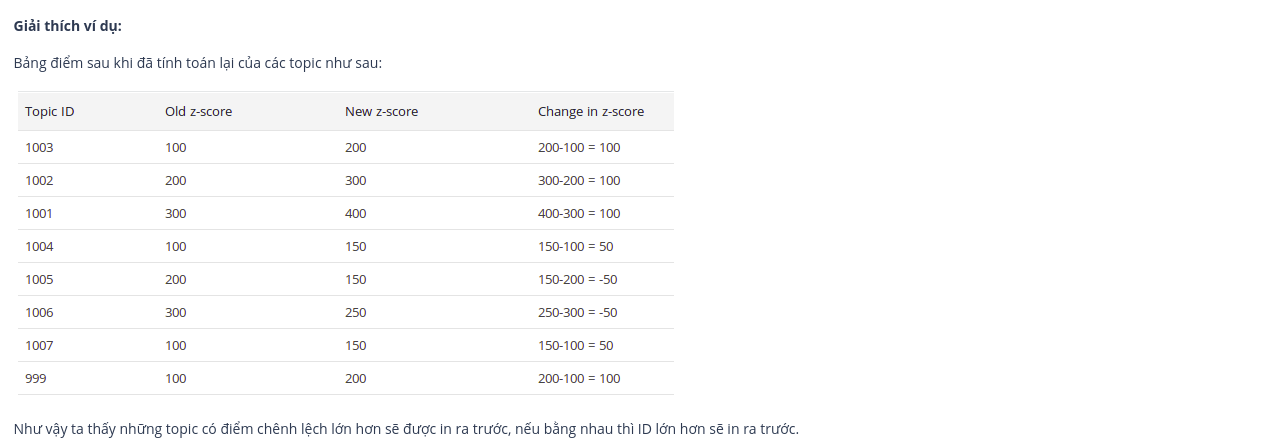 Giải thích ví dụ:
Bảng điểm sau khi đã tính toán lại của các topic như sau:
Topic ID Old z-score New z-score Change in z-score
1003 100 200 200-100 = 100
1002 200 300 300-200 = 100
1001 300 400 400-300 = 100
1004 100 150 150-100 = 50
1005 200 150 150-200 = -50
1006 300 250 250-300 = -50
1007 100 150 150-100 = 50
999 100 200 200-100 = 100
Như vậy ta thấy những topic có điểm chênh lệch lớn hơn sẽ được in ra trước, nếu bằng nhau thì ID lớn hơn sẽ in ra trước.